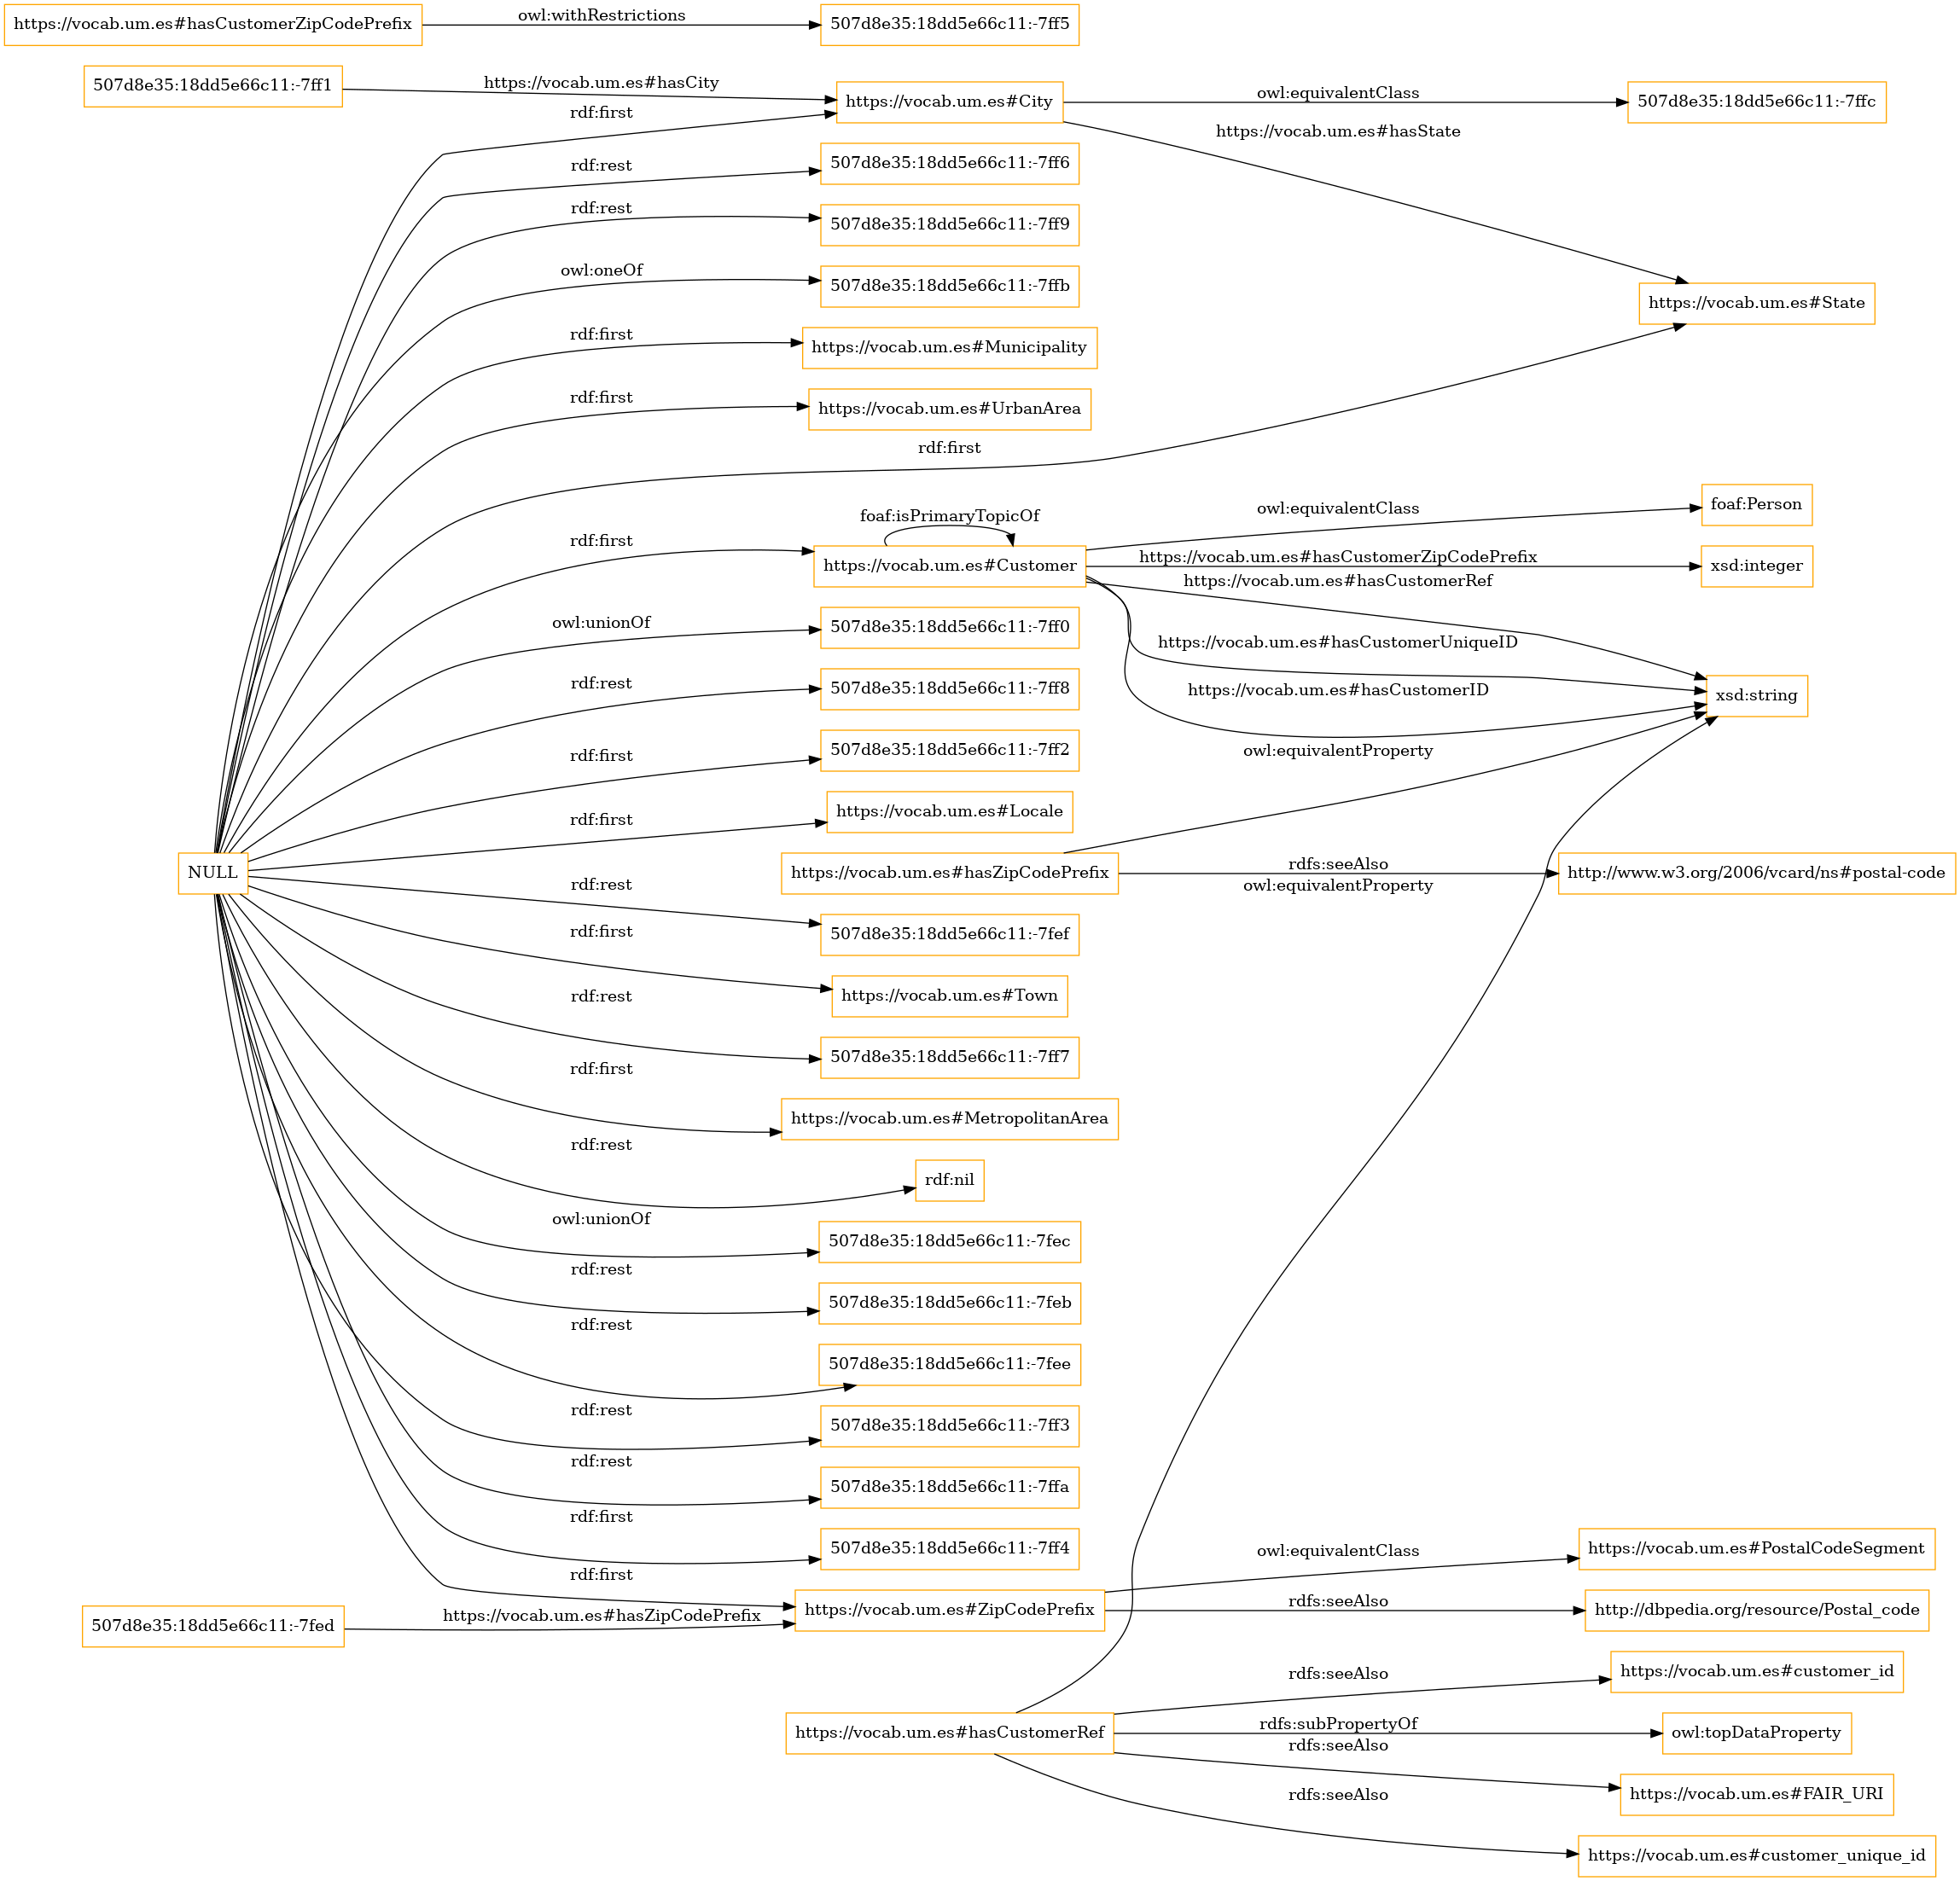 https://vocab.um.es#hasCustomerZipCodePrefix
owl:withRestrictions
507d8e35:18dd5e66c11:-7ff5
507d8e35:18dd5e66c11:-7ff1
https://vocab.um.es#hasCity
https://vocab.um.es#City
owl:equivalentClass
507d8e35:18dd5e66c11:-7ffc
rdf:first
https://vocab.um.es#hasState
rdf:rest
507d8e35:18dd5e66c11:-7ff6
rdf:rest
507d8e35:18dd5e66c11:-7ff9
owl:oneOf
507d8e35:18dd5e66c11:-7ffb
https://vocab.um.es#State
rdf:first
https://vocab.um.es#Municipality
rdf:first
https://vocab.um.es#UrbanArea
rdf:first
foaf:isPrimaryTopicOf
owl:equivalentClass
foaf:Person
rdf:first
https://vocab.um.es#Customer
https://vocab.um.es#hasCustomerZipCodePrefix
xsd:integer
https://vocab.um.es#hasCustomerRef
owl:unionOf
507d8e35:18dd5e66c11:-7ff0
https://vocab.um.es#hasCustomerUniqueID
rdf:rest
507d8e35:18dd5e66c11:-7ff8
https://vocab.um.es#hasCustomerID
xsd:string
rdf:first
507d8e35:18dd5e66c11:-7ff2
owl:equivalentProperty
rdf:first
https://vocab.um.es#Locale
NULL
https://vocab.um.es#hasZipCodePrefix
rdfs:seeAlso
http://www.w3.org/2006/vcard/ns#postal-code
owl:equivalentProperty
rdf:rest
507d8e35:18dd5e66c11:-7fef
rdf:first
https://vocab.um.es#Town
rdf:rest
507d8e35:18dd5e66c11:-7ff7
rdf:first
https://vocab.um.es#MetropolitanArea
rdf:rest
rdf:nil
owl:unionOf
507d8e35:18dd5e66c11:-7fec
rdf:rest
507d8e35:18dd5e66c11:-7feb
rdf:rest
507d8e35:18dd5e66c11:-7fee
rdf:rest
507d8e35:18dd5e66c11:-7ff3
rdf:rest
507d8e35:18dd5e66c11:-7ffa
rdf:first
507d8e35:18dd5e66c11:-7ff4
owl:equivalentClass
https://vocab.um.es#PostalCodeSegment
rdf:first
507d8e35:18dd5e66c11:-7fed
https://vocab.um.es#hasZipCodePrefix
https://vocab.um.es#ZipCodePrefix
rdfs:seeAlso
http://dbpedia.org/resource/Postal_code
rdfs:seeAlso
https://vocab.um.es#customer_id
https://vocab.um.es#hasCustomerRef
rdfs:subPropertyOf
owl:topDataProperty
rdfs:seeAlso
https://vocab.um.es#FAIR_URI
rdfs:seeAlso
https://vocab.um.es#customer_unique_id